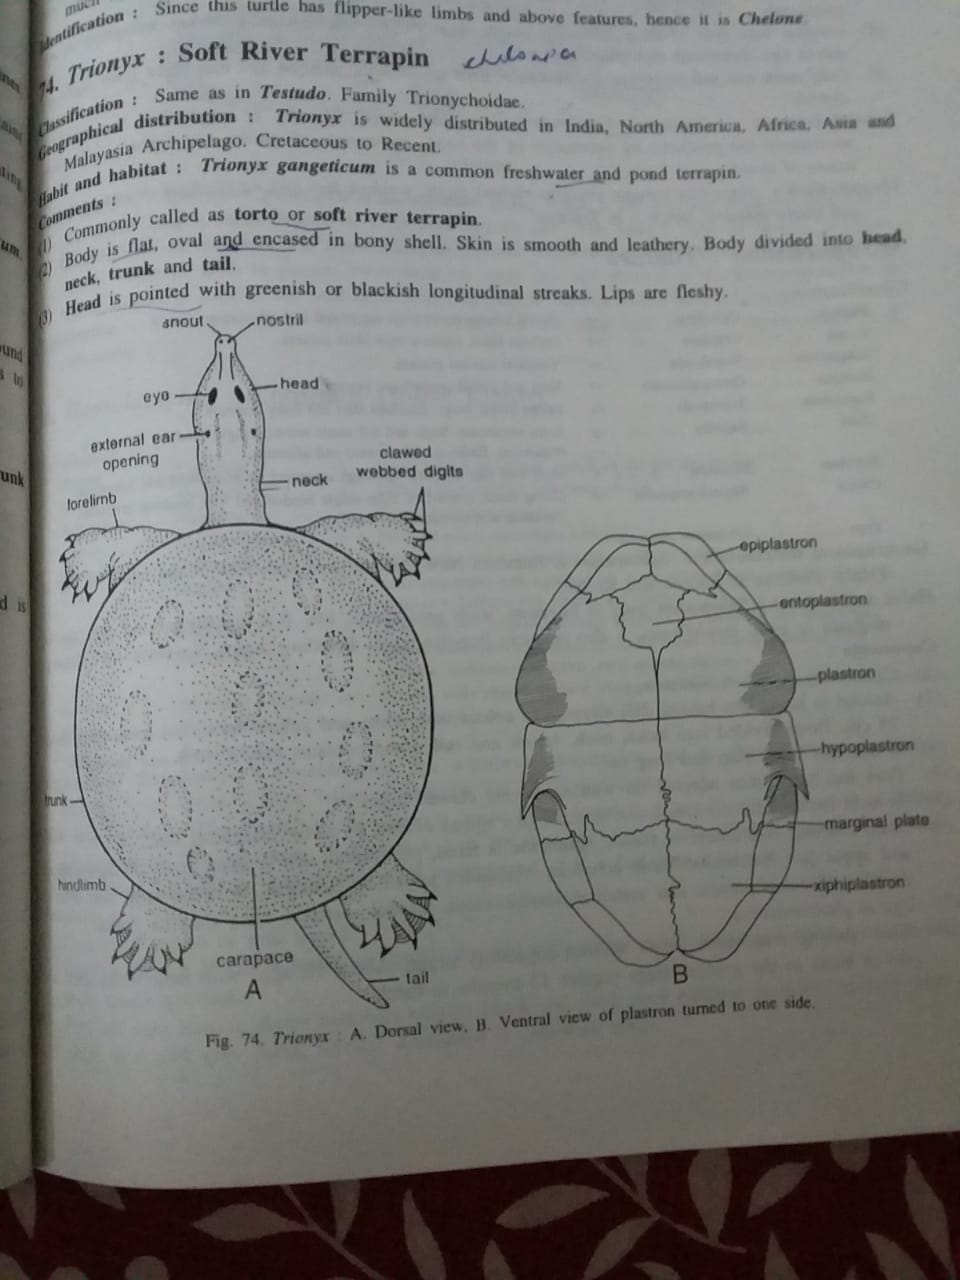 much
Identification : Since this turtle has flipper-like limbs and above features, hence it is Chelone.
74. Trionyx : Soft River Terrapin chelonia
Classification : Same as in Testudo. Family Trionychoidae.
Geographical distribution : Trionyx is widely distributed in India, North America, Africa, Asia and
Malayasia Archipelago. Cretaceous to Recent.
Habit and habitat : Trionyx gangeticum is a common freshwater and pond terrapin.
Comments :
(1) Commonly called as torto or soft river terrapin.
(2) Body is flat, oval and encased in bony shell. Skin is smooth and leathery. Body divided into head,
neck, trunk and tail.
(3) Head is pointed with greenish or blackish longitudinal streaks. Lips are fleshy.
snout
nostril
eye
head
external ear
opening
neck
clawed
webbed digits
forelimb
trunk
hindlimb
carapace
tail
A
epiplastron
entoplastron
plastron
hypoplastron
marginal plate
xiphiplastron
B
Fig. 74. Trionyx : A. Dorsal view, B. Ventral view of plastron turned to one side.